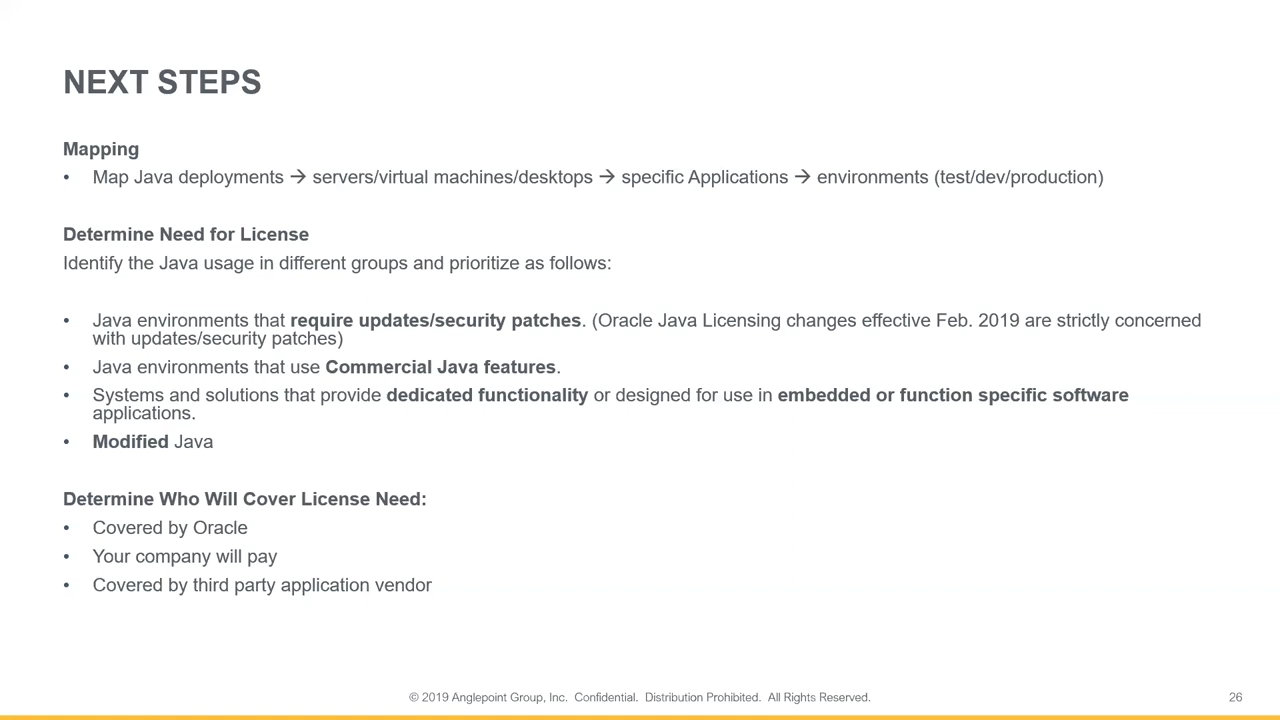 NEXT STEPS
Mapping
• Map Java deployments → servers/virtual machines/desktops → specific Applications → environments (test/dev/production)
Determine Need for License
Identify the Java usage in different groups and prioritize as follows:
• Java environments that require updates/security patches. (Oracle Java Licensing changes effective Feb. 2019 are strictly concerned
with updates/security patches)
• Java environments that use Commercial Java features.
• Systems and solutions that provide dedicated functionality or designed for use in embedded or function specific software
applications.
• Modified Java
Determine Who Will Cover License Need:
• Covered by Oracle
• Your company will pay
• Covered by third party application vendor
© 2019 Anglepoint Group, Inc. Confidential. Distribution Prohibited. All Rights Reserved.
26